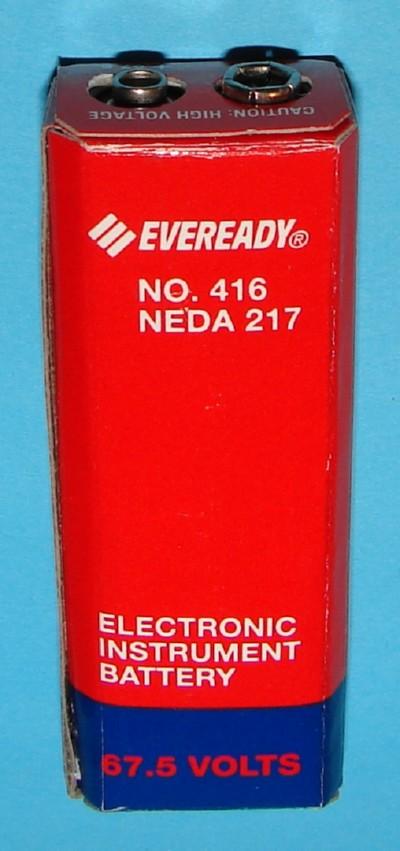 CAUTION: HIGH VOLTAGE
EVEREADY®
NO. 416
NEDA 217
ELECTRONIC
INSTRUMENT
BATTERY
67.5 VOLTS